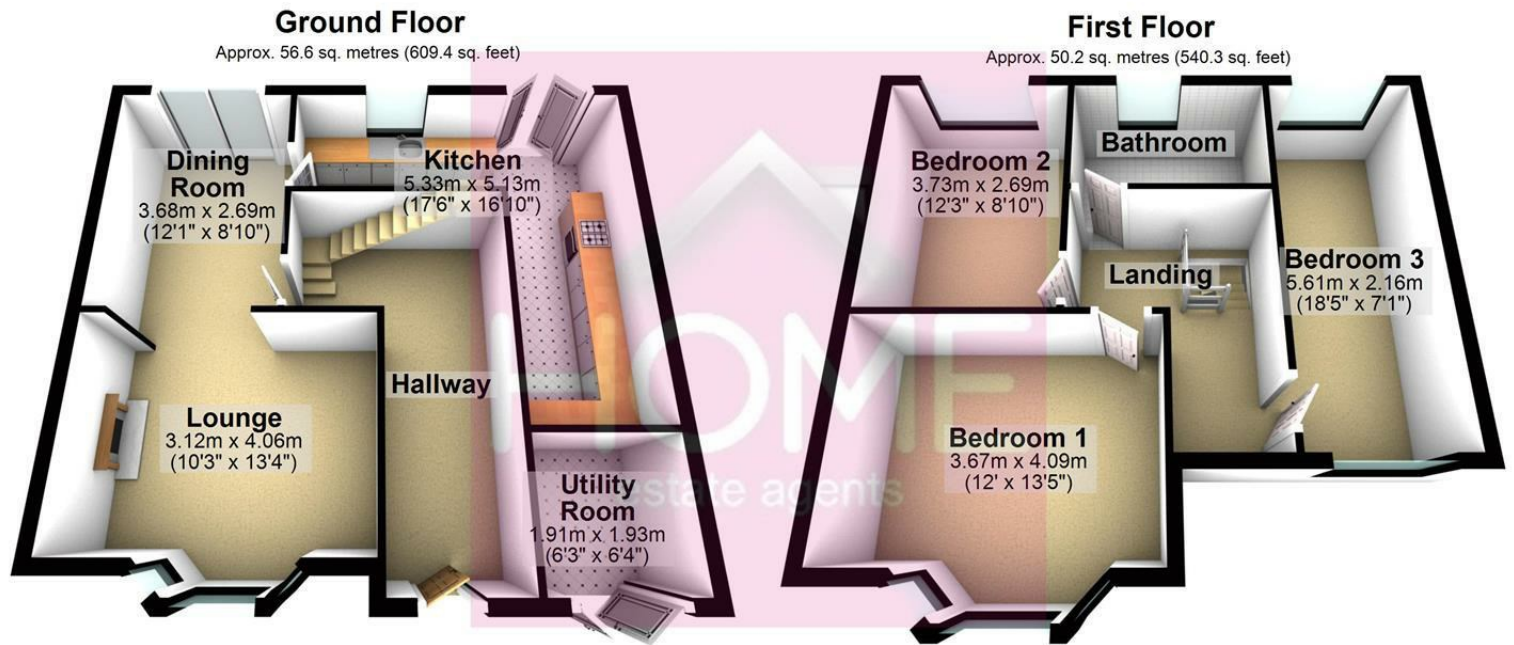 Ground Floor
Approx. 56.6 sq. metres (609.4 sq. feet)
Dining
Room
3.68m x 2.69m
(12'1" x 8'10")
Kitchen
5.33m x 5.13m
(17'6" x 16'10")
Hallway
Lounge
3.12m x 4.06m
(10'3" x 13'4")
Utility
Room
1.91m x 1.93m
(6'3" x 6'4")
First Floor
Approx. 50.2 sq. metres (540.3 sq. feet)
Bedroom 2
3.73m x 2.69m
(12'3" x 8'10")
Bathroom
Landing
Bedroom 3
5.61m x 2.16m
(18'5" x 7'1")
Bedroom 1
3.67m x 4.09m
(12' x 13'5")
HOME
estate agents